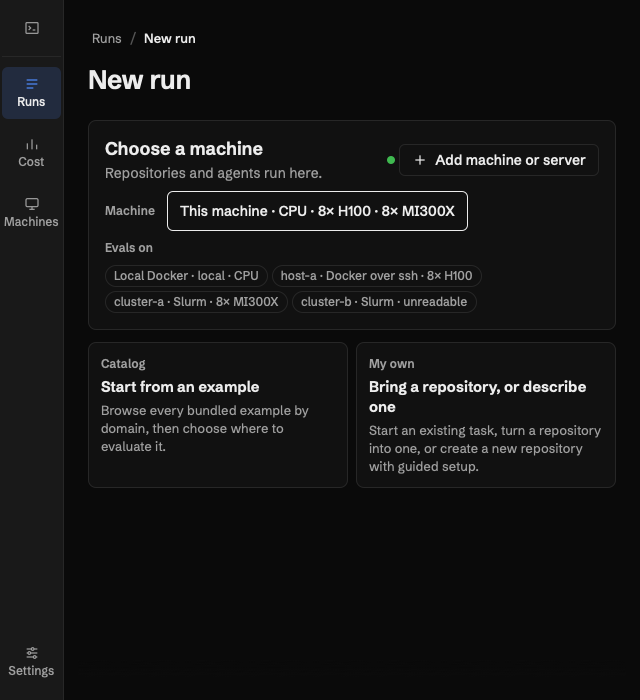 Runs / New run
New run
Choose a machine
Repositories and agents run here.
+ Add machine or server
Machine
This machine · CPU · 8× H100 · 8× MI300X
Evals on
Local Docker · local · CPU
host-a · Docker over ssh · 8× H100
cluster-a · Slurm · 8× MI300X
cluster-b · Slurm · unreadable
Catalog
Start from an example
Browse every bundled example by
domain, then choose where to
evaluate it.
My own
Bring a repository, or describe
one
Start an existing task, turn a repository
into one, or create a new repository
with guided setup.
Runs
Cost
Machines
Settings